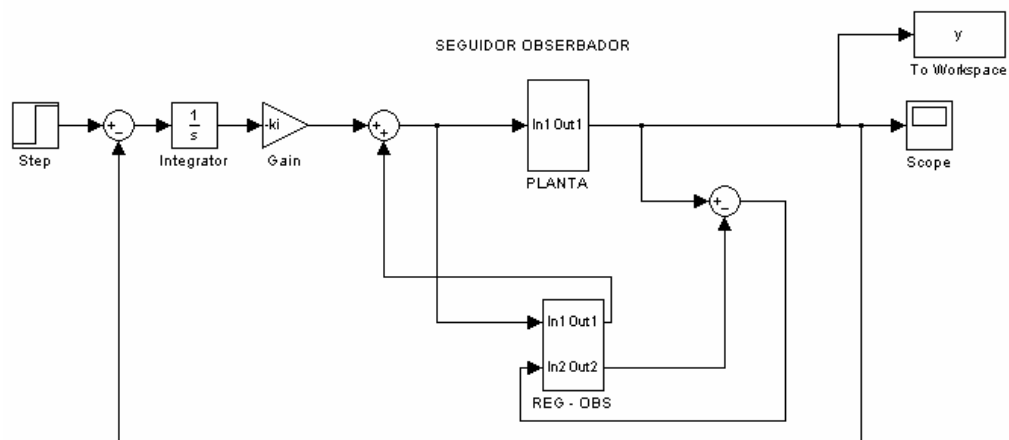 SEGUIDOR OBSERBADOR
y
To Workspace
+
-
1
s
-ki
+
+
In1 Out1
Step
Integrator
Gain
PLANTA
Scope
+
-
In1 Out1
In2 Out2
REG - OBS